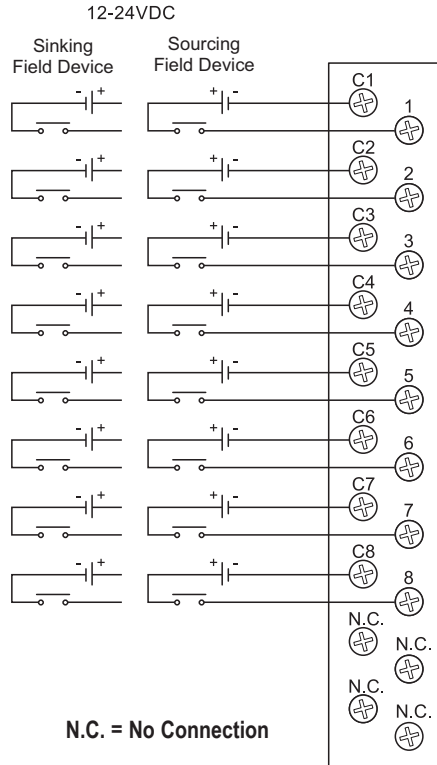 12-24VDC
Sinking
Field Device
Sourcing
Field Device
- +
+ -
C1
1
- +
+ -
C2
2
- +
+ -
C3
3
- +
+ -
C4
4
- +
+ -
C5
5
- +
+ -
C6
6
- +
+ -
C7
7
- +
+ -
C8
8
N.C.
N.C.
N.C.
N.C.
N.C. = No Connection